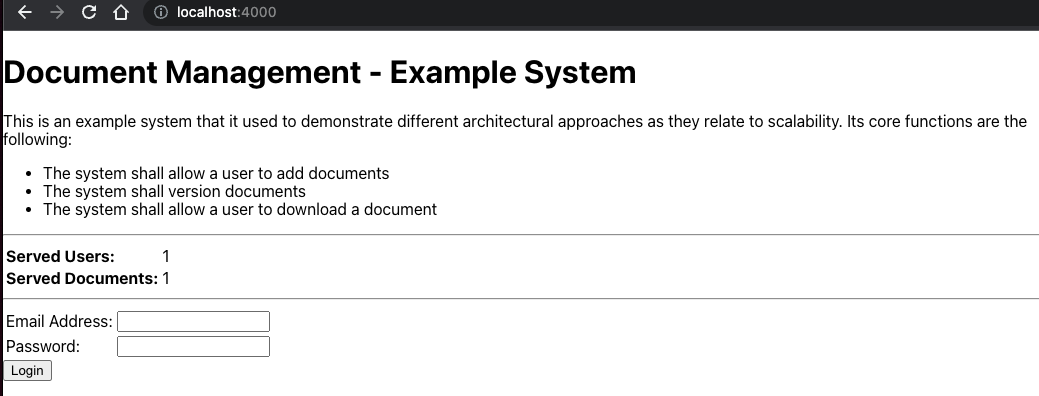 localhost:4000
Document Management - Example System
This is an example system that it used to demonstrate different architectural approaches as they relate to scalability. Its core functions are the
following:
• The system shall allow a user to add documents
• The system shall version documents
• The system shall allow a user to download a document
Served Users: 1
Served Documents: 1
Email Address:
Password:
Login